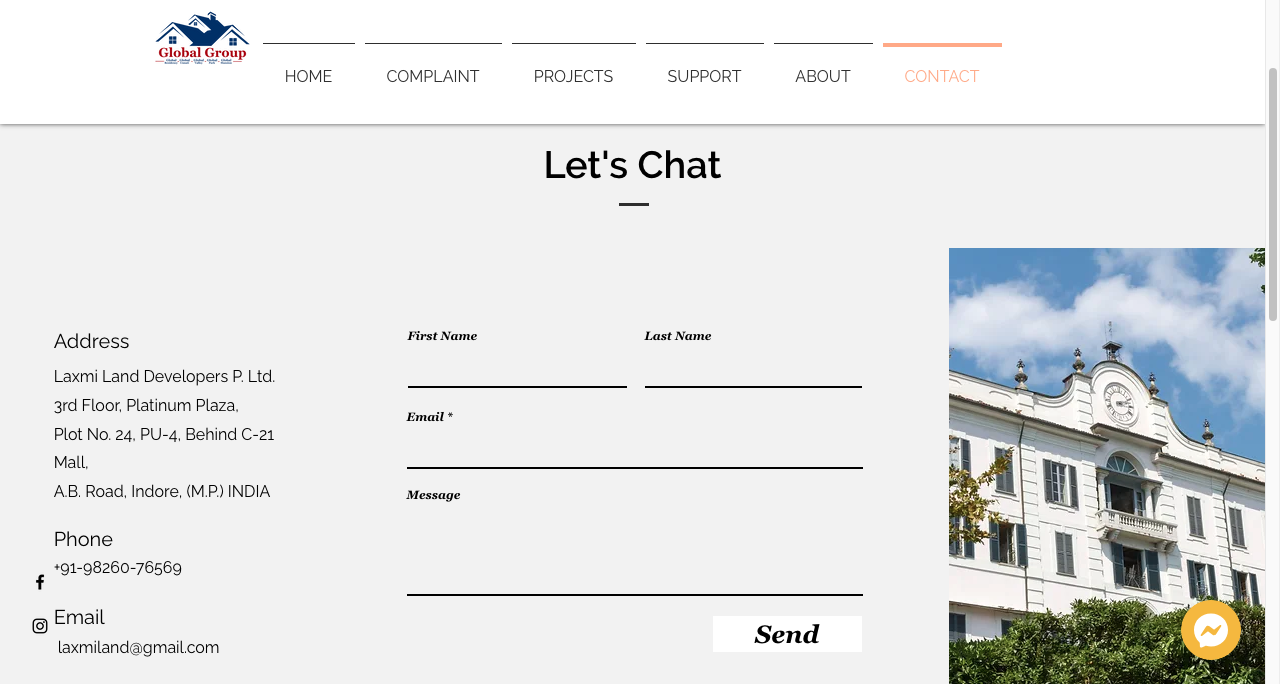 Global Group
HOME
COMPLAINT
PROJECTS
SUPPORT
ABOUT
CONTACT
Let's Chat
Address
Laxmi Land Developers P. Ltd.
3rd Floor, Platinum Plaza,
Plot No. 24, PU-4, Behind C-21
Mall,
A.B. Road, Indore, (M.P.) INDIA
Phone
+91-98260-76569
Email
laxmiland@gmail.com
First Name
Last Name
Email *
Message
Send